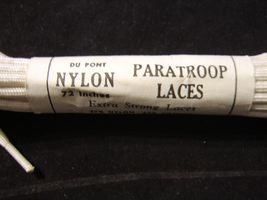 DU PONT
NYLON
72 Inches
PARATROOP
LACES
Extra Strong Laces